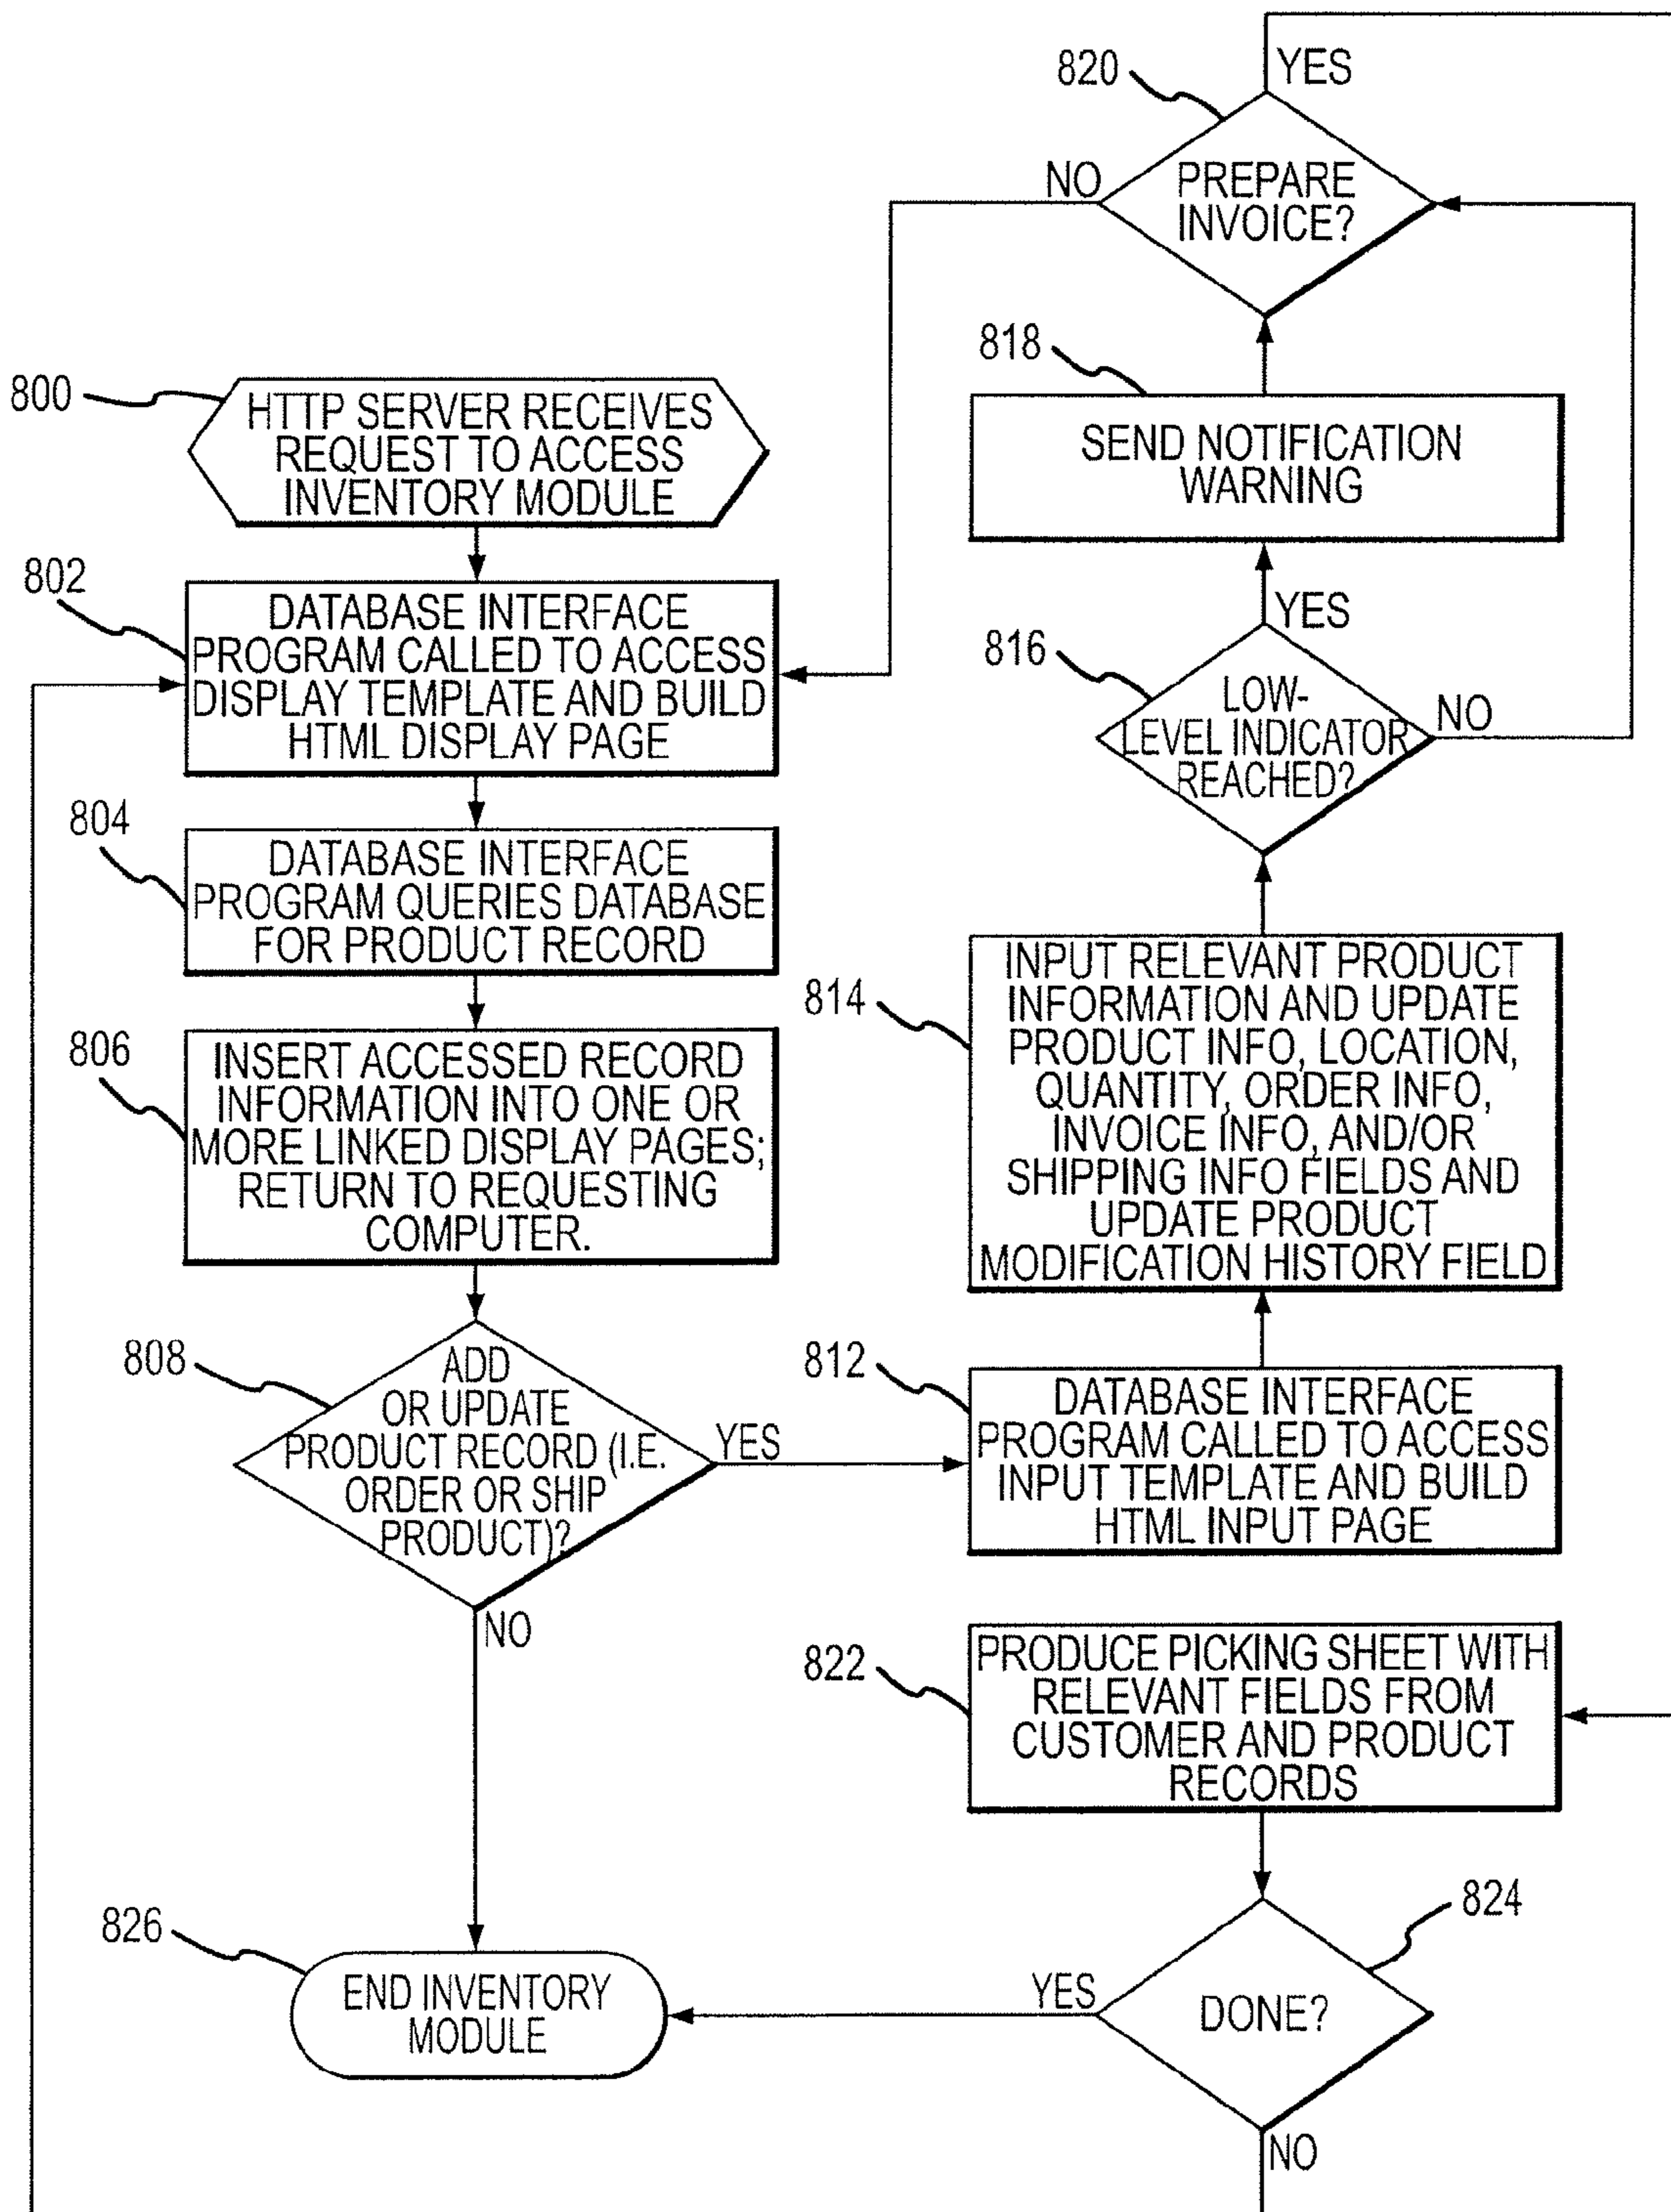 820
YES
NO
PREPARE
INVOICE?
818
SEND NOTIFICATION
WARNING
YES
816
LOW-
LEVEL INDICATOR
REACHED?
NO
800
HTTP SERVER RECEIVES
REQUEST TO ACCESS
INVENTORY MODULE
802
DATABASE INTERFACE
PROGRAM CALLED TO ACCESS
DISPLAY TEMPLATE AND BUILD
HTML DISPLAY PAGE
804
DATABASE INTERFACE
PROGRAM QUERIES DATABASE
FOR PRODUCT RECORD
806
INSERT ACCESSED RECORD
INFORMATION INTO ONE OR
MORE LINKED DISPLAY PAGES;
RETURN TO REQUESTING
COMPUTER.
814
INPUT RELEVANT PRODUCT
INFORMATION AND UPDATE
PRODUCT INFO, LOCATION,
QUANTITY, ORDER INFO,
INVOICE INFO, AND/OR
SHIPPING INFO FIELDS AND
UPDATE PRODUCT
MODIFICATION HISTORY FIELD
808
ADD
OR UPDATE
PRODUCT RECORD (I.E.
ORDER OR SHIP
PRODUCT)?
YES
NO
812
DATABASE INTERFACE
PROGRAM CALLED TO ACCESS
INPUT TEMPLATE AND BUILD
HTML INPUT PAGE
822
PRODUCE PICKING SHEET WITH
RELEVANT FIELDS FROM
CUSTOMER AND PRODUCT
RECORDS
824
DONE?
YES
NO
826
END INVENTORY
MODULE